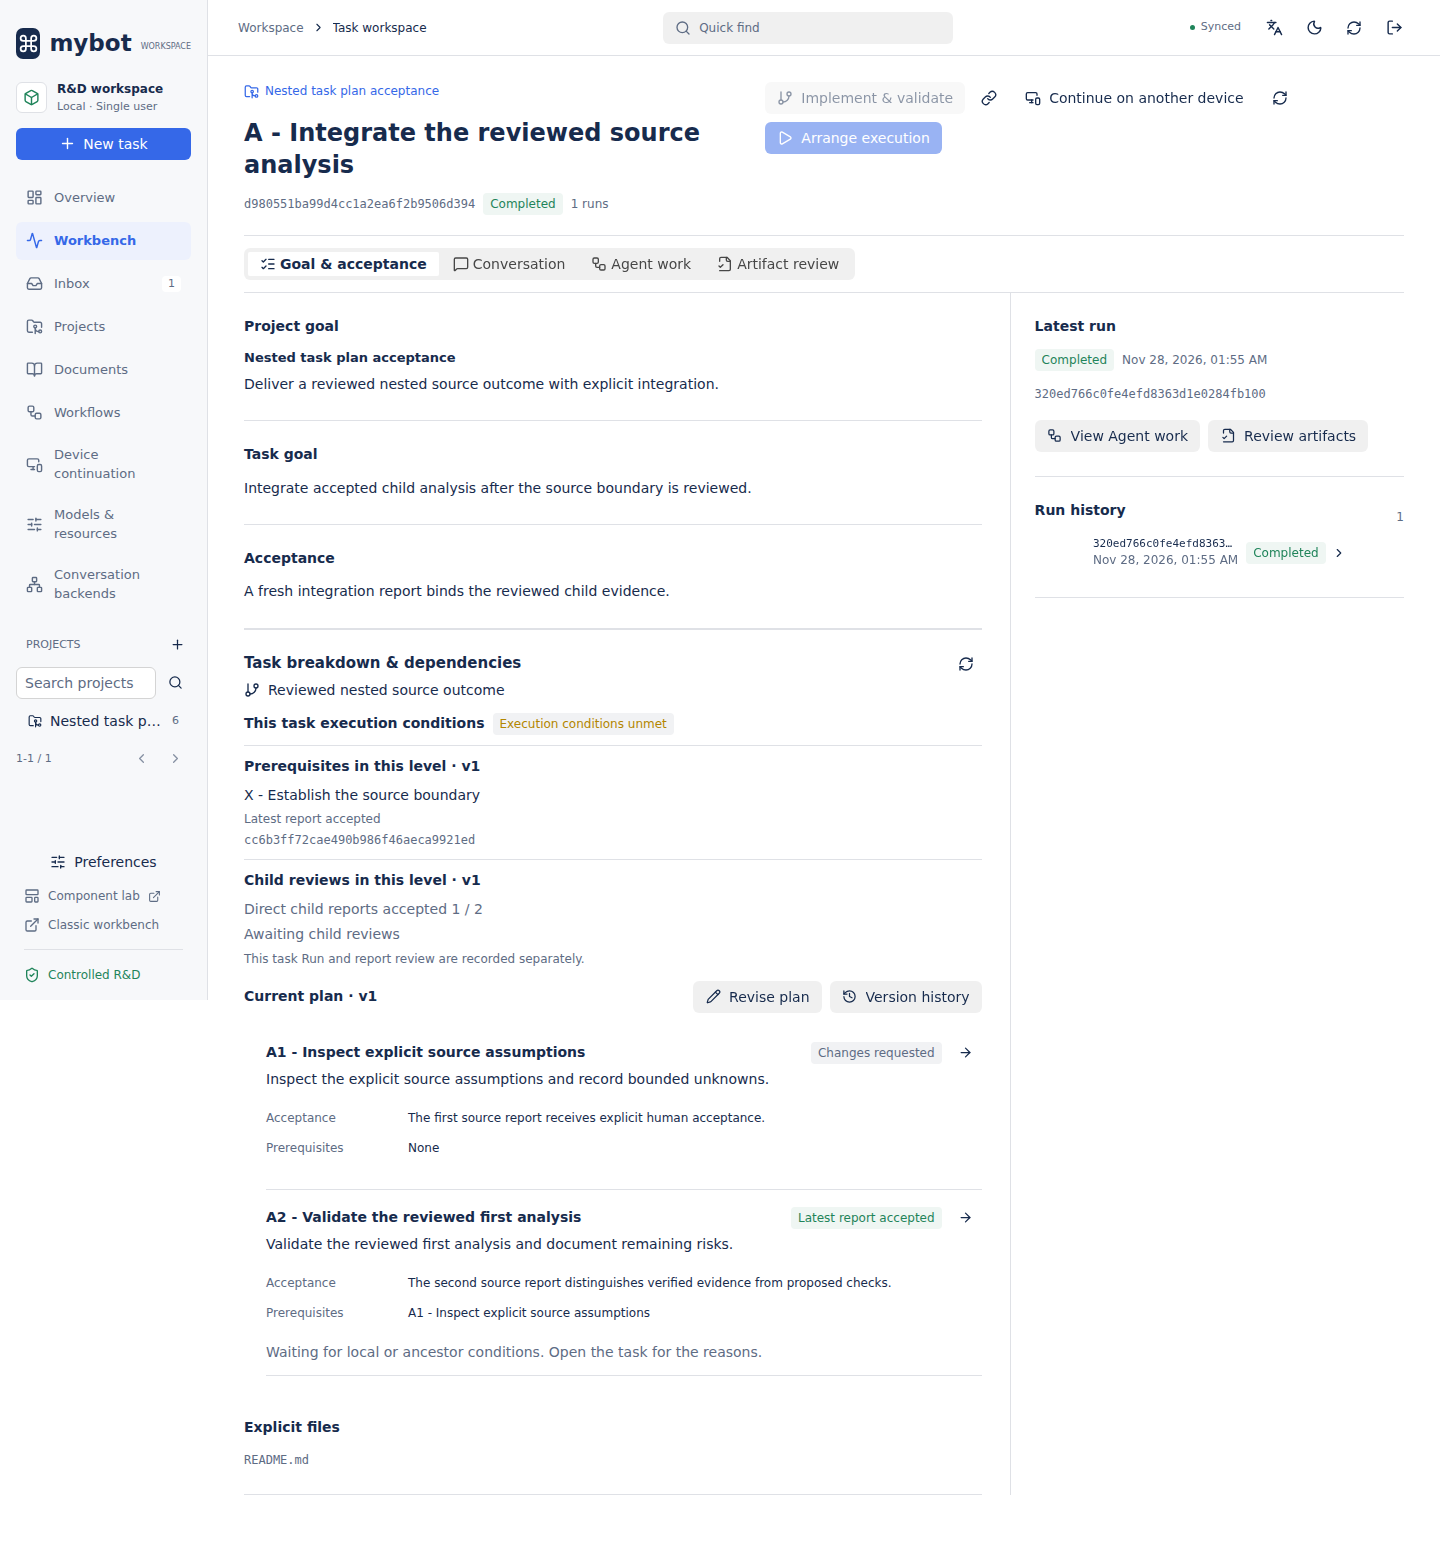 mybot WORKSPACE
R&D workspace
Local · Single user
New task
Overview
Workbench
Inbox 1
Projects
Documents
Workflows
Device
continuation
Models &
resources
Conversation
backends
PROJECTS
Search projects
Nested task p... 6
1-1 / 1
Preferences
Component lab
Classic workbench
Controlled R&D
Workspace Task workspace
Quick find
Synced
Nested task plan acceptance
A - Integrate the reviewed source
analysis
d980551ba99d4cc1a2ea6f2b9506d394 Completed 1 runs
Implement & validate
Continue on another device
Arrange execution
Goal & acceptance Conversation Agent work Artifact review
Project goal
Nested task plan acceptance
Deliver a reviewed nested source outcome with explicit integration.
Task goal
Integrate accepted child analysis after the source boundary is reviewed.
Acceptance
A fresh integration report binds the reviewed child evidence.
Task breakdown & dependencies
Reviewed nested source outcome
This task execution conditions Execution conditions unmet
Prerequisites in this level · v1
X - Establish the source boundary
Latest report accepted
cc6b3ff72cae490b986f46aeca9921ed
Child reviews in this level · v1
Direct child reports accepted 1 / 2
Awaiting child reviews
This task Run and report review are recorded separately.
Current plan · v1 Revise plan Version history
A1 - Inspect explicit source assumptions Changes requested
Inspect the explicit source assumptions and record bounded unknowns.
Acceptance The first source report receives explicit human acceptance.
Prerequisites None
A2 - Validate the reviewed first analysis Latest report accepted
Validate the reviewed first analysis and document remaining risks.
Acceptance The second source report distinguishes verified evidence from proposed checks.
Prerequisites A1 - Inspect explicit source assumptions
Waiting for local or ancestor conditions. Open the task for the reasons.
Explicit files
README.md
Latest run
Completed Nov 28, 2026, 01:55 AM
320ed766c0fe4efd8363d1e0284fb100
View Agent work Review artifacts
Run history 1
320ed766c0fe4efd8363…
Nov 28, 2026, 01:55 AM Completed